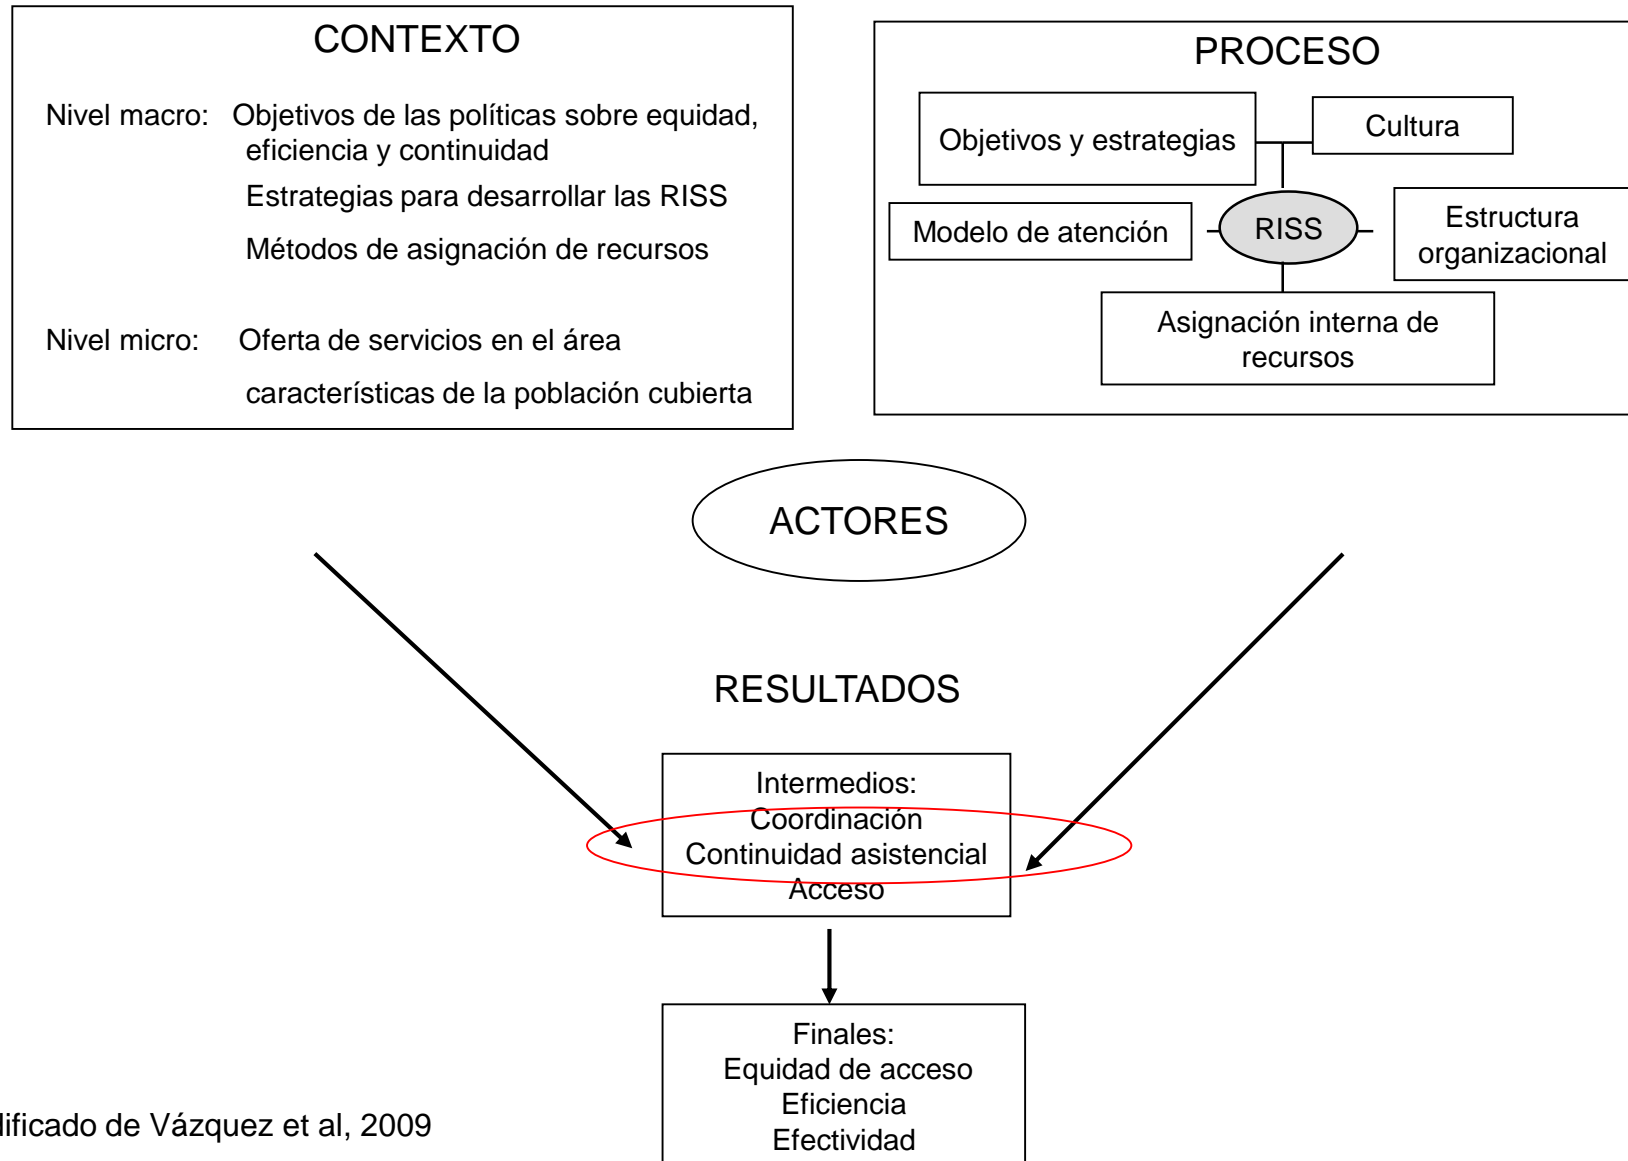 CONTEXTO
Nivel macro: Objetivos de las políticas sobre equidad,
eficiencia y continuidad
Estrategias para desarrollar las RISS
Métodos de asignación de recursos
Nivel micro: Oferta de servicios en el área
características de la población cubierta
PROCESO
Objetivos y estrategias
Cultura
Modelo de atención
RISS
Estructura
organizacional
Asignación interna de
recursos
ACTORES
RESULTADOS
Intermedios:
Coordinación
Continuidad asistencial
Acceso
Finales:
Equidad de acceso
Eficiencia
Efectividad
dificado de Vázquez et al, 2009